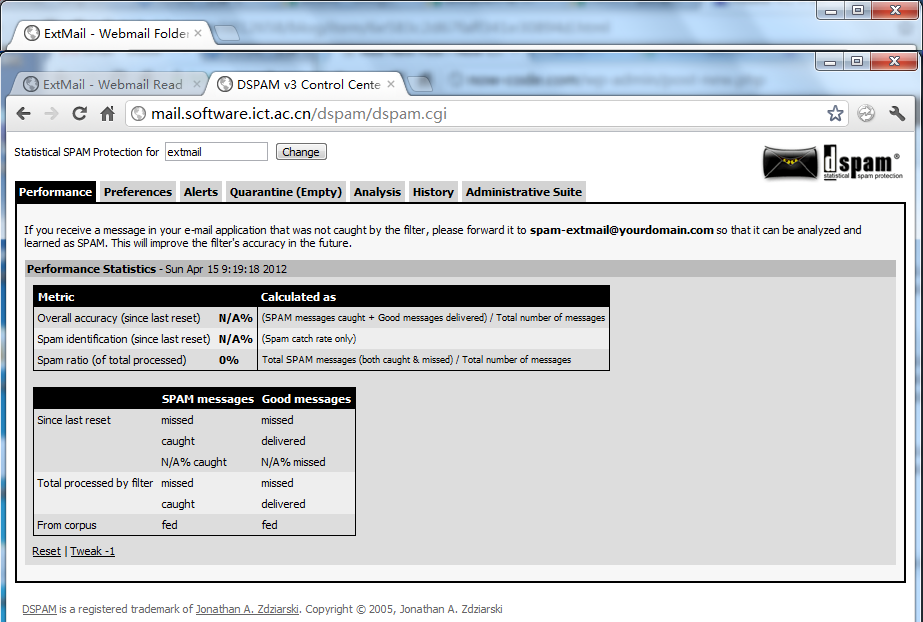 ExtMail - Webmail Folder
ExtMail - Webmail Read
DSPAM v3 Control Cente
mail.software.ict.ac.cn/dspam/dspam.cgi
Statistical SPAM Protection for extmail Change
dspam®
statistical spam protection
Performance Preferences Alerts Quarantine (Empty) Analysis History Administrative Suite
If you receive a message in your e-mail application that was not caught by the filter, please forward it to spam-extmail@yourdomain.com so that it can be analyzed and
learned as SPAM. This will improve the filter's accuracy in the future.
Performance Statistics - Sun Apr 15 9:19:18 2012
Metric Calculated as
Overall accuracy (since last reset) N/A% (SPAM messages caught + Good messages delivered) / Total number of messages
Spam identification (since last reset) N/A% (Spam catch rate only)
Spam ratio (of total processed) 0% Total SPAM messages (both caught & missed) / Total number of messages
SPAM messages Good messages
Since last reset missed missed
caught delivered
N/A% caught N/A% missed
Total processed by filter missed missed
caught delivered
From corpus fed fed
Reset | Tweak -1
DSPAM is a registered trademark of Jonathan A. Zdziarski. Copyright © 2005, Jonathan A. Zdziarski